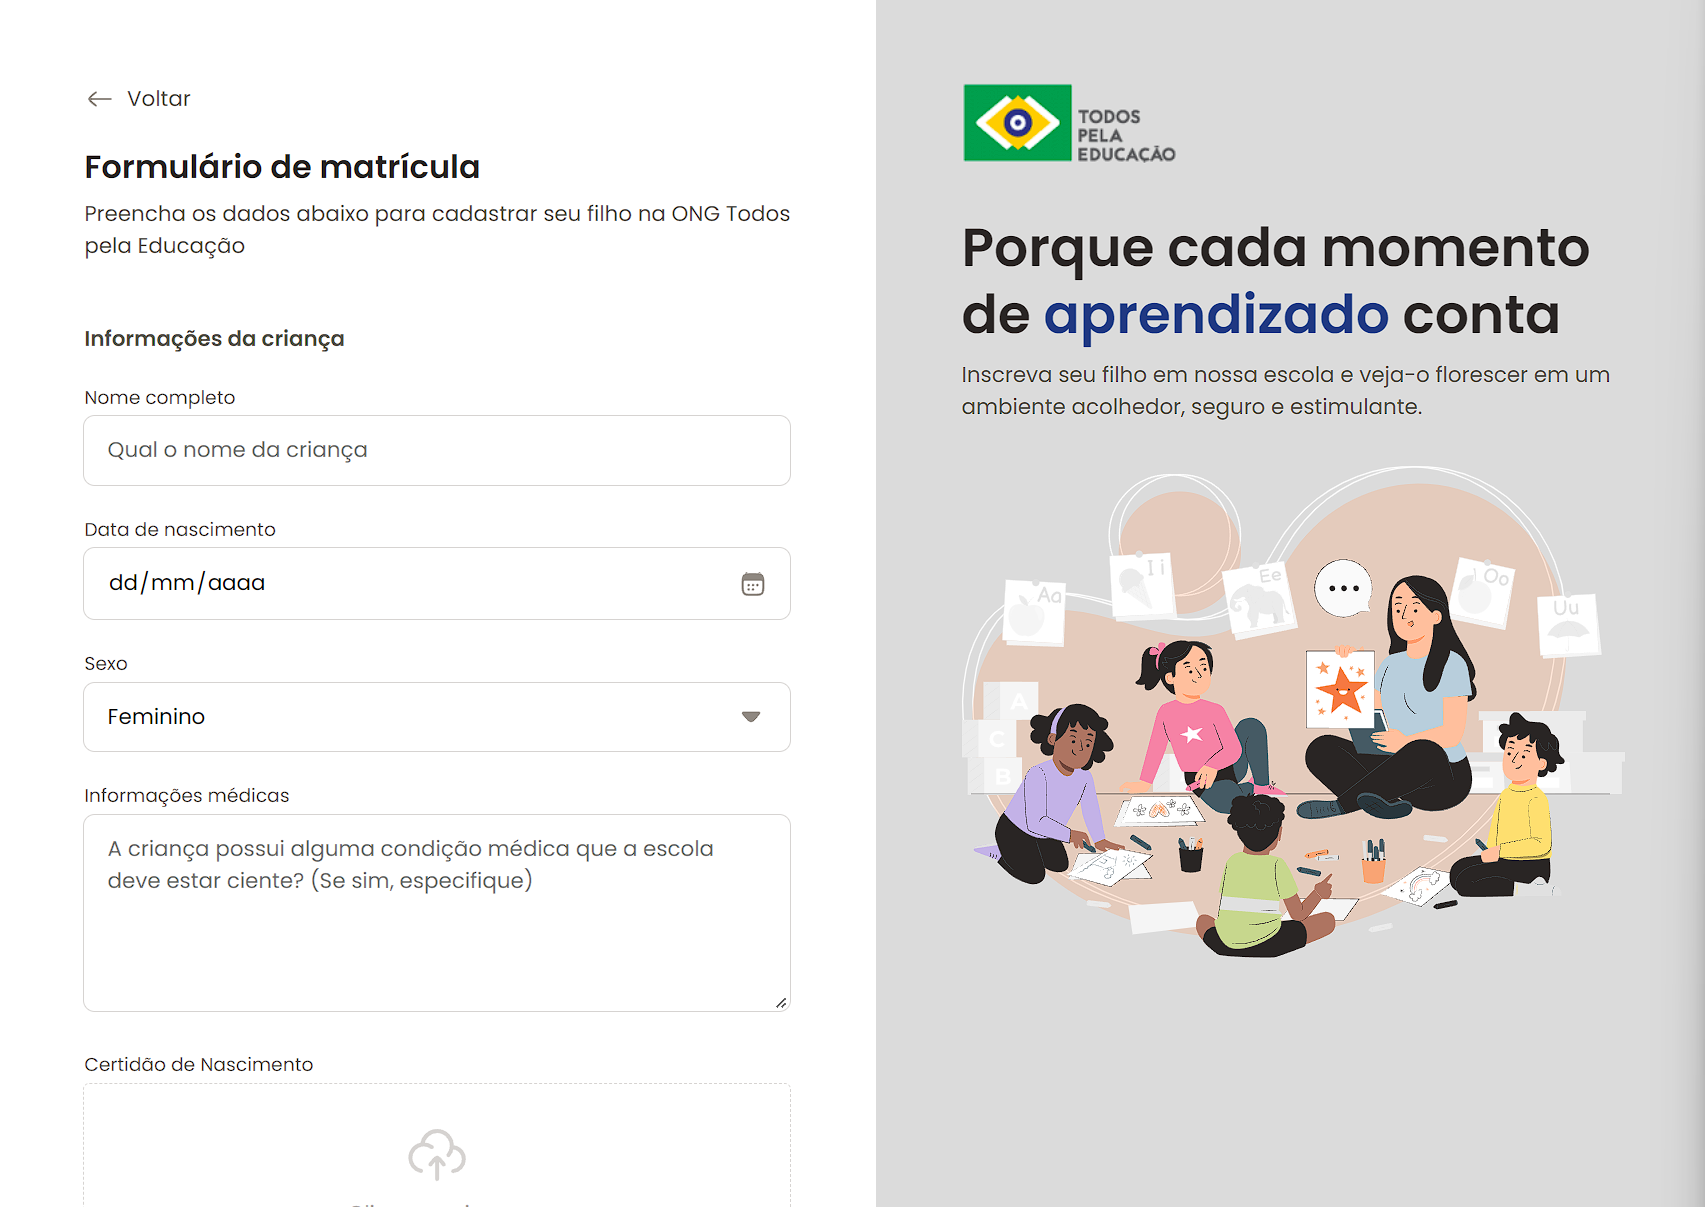 Voltar
Formulário de matrícula
Preencha os dados abaixo para cadastrar seu filho na ONG Todos
pela Educação
Informações da criança
Nome completo
Qual o nome da criança
Data de nascimento
dd/mm/aaaa
Sexo
Feminino
Informações médicas
A criança possui alguma condição médica que a escola
deve estar ciente? (Se sim, especifique)
Certidão de Nascimento
TODOS
PELA
EDUCAÇÃO
Porque cada momento
de aprendizado conta
Inscreva seu filho em nossa escola e veja-o florescer em um
ambiente acolhedor, seguro e estimulante.
Aa
Ii
Ee
Oo
Uu
A
C
B